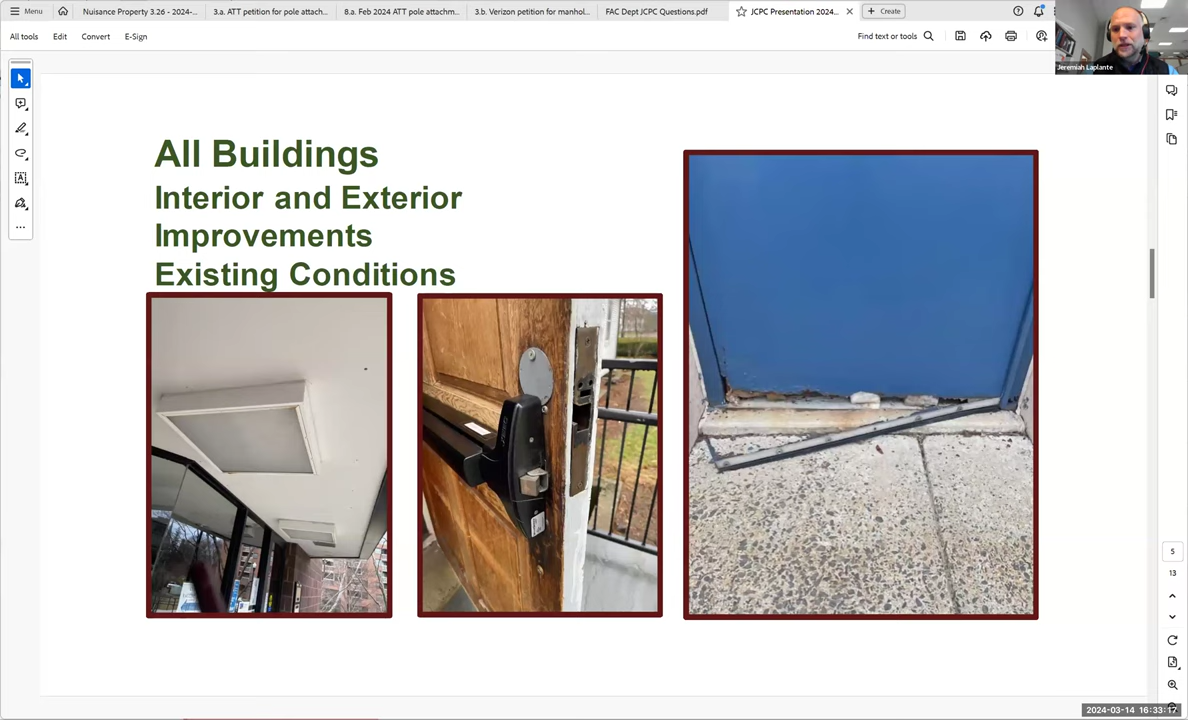 Menu
Nuisance Property 3.26 - 2024-...
3.a. ATT petition for pole attach...
8.a. Feb 2024 ATT pole attachm...
3.b. Verizon petition for manhol...
FAC Dept JCPC Questions.pdf
JCPC Presentation 2024...
Create
All tools
Edit
Convert
E-Sign
Find text or tools
Jeremiah Laplante
All Buildings
Interior and Exterior
Improvements
Existing Conditions
5
13
2024-03-14 16:33:17